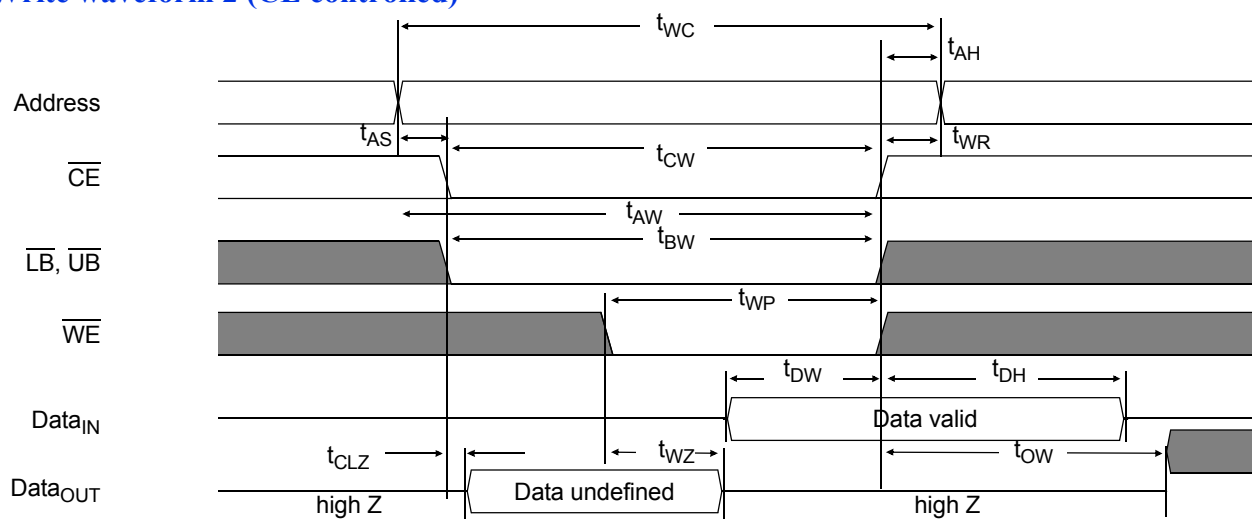 Write waveform 2 (CE controlled)
tWC
tAH
Address
tAS
tCW
tWR
CE
tAW
tBW
LB, UB
tWP
WE
tDW
tDH
DataIN
Data valid
tCLZ
tWZ
tOW
DataOUT
high Z
Data undefined
high Z